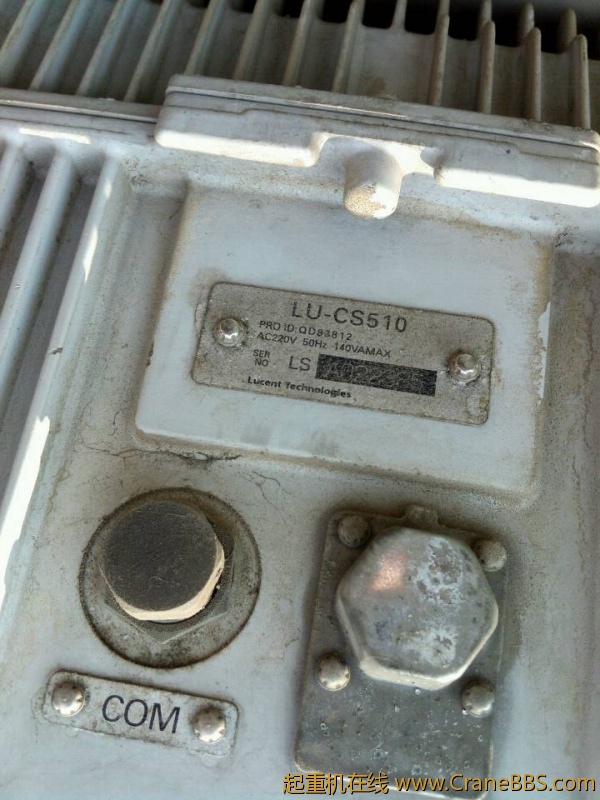 LU-CS510
PRO ID:QD83812
AC220V 50Hz 140VAMAX
SER NO LS
Lucent Technologies
COM
起重机在线 www.CraneBBS.com